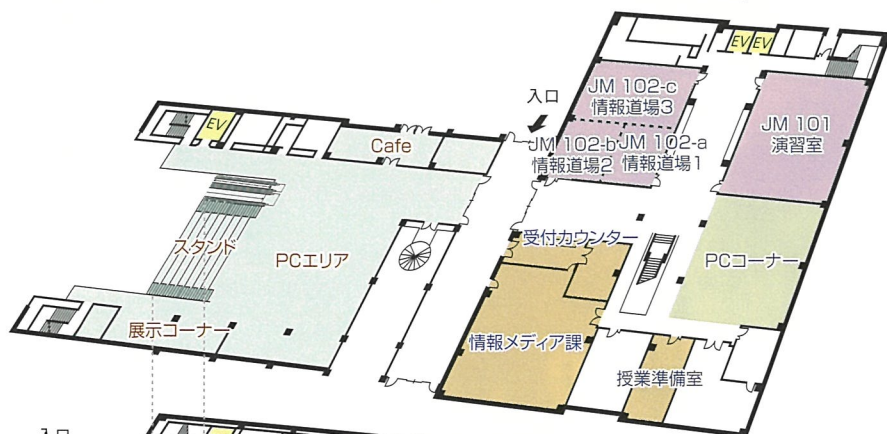 EV
EV
入口
JM 102-c
情報道場3
JM 101
演習室
EV
Cafe
JM 102-b
情報道場2
JM 102-a
情報道場1
スタンド
PCエリア
受付カウンター
PCコーナー
展示コーナー
情報メディア課
授業準備室
入口